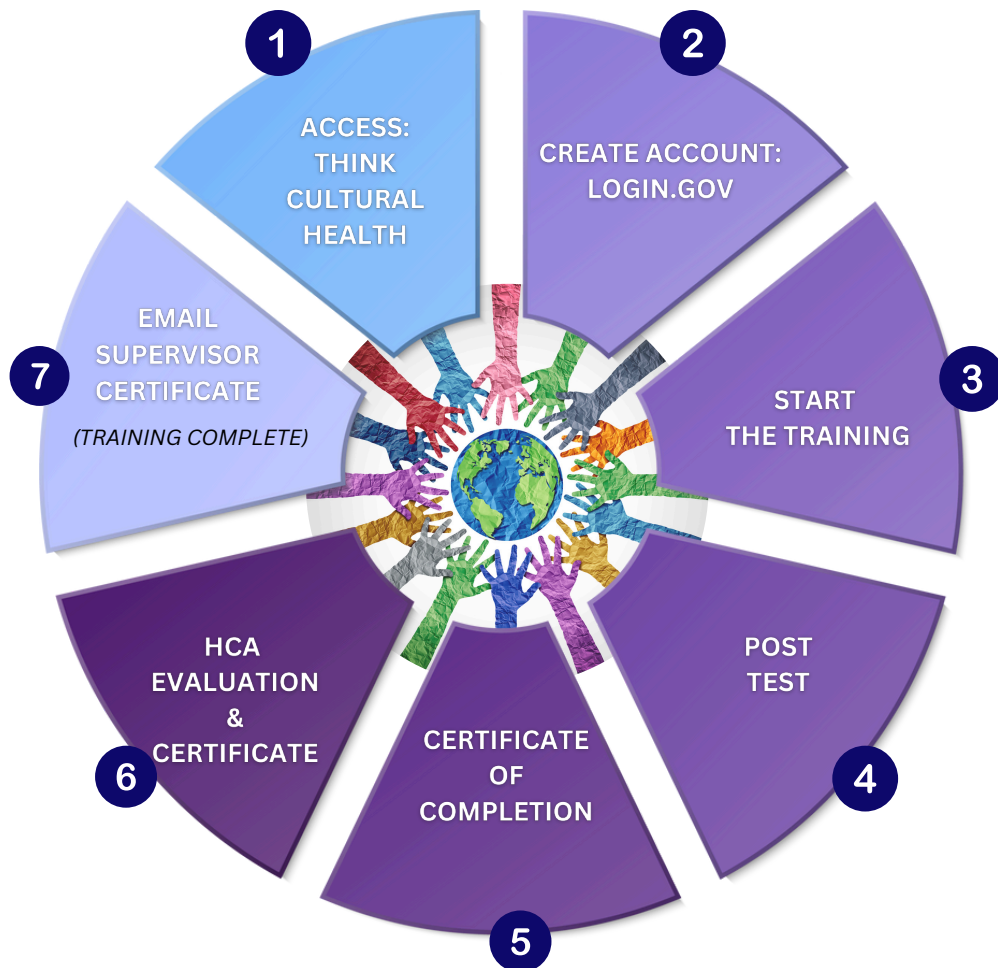 1
ACCESS:
THINK
CULTURAL
HEALTH
2
CREATE ACCOUNT:
LOGIN.GOV
3
START
THE TRAINING
4
POST
TEST
5
CERTIFICATE
OF
COMPLETION
6
HCA
EVALUATION
&
CERTIFICATE
7
EMAIL
SUPERVISOR
CERTIFICATE
(TRAINING COMPLETE)